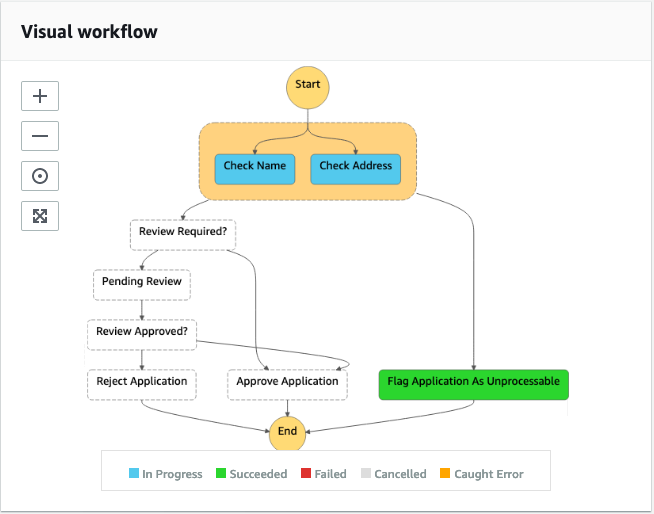 Visual workflow
Start
Check Name
Check Address
Review Required?
Pending Review
Review Approved?
Reject Application
Approve Application
Flag Application As Unprocessable
End
In Progress
Succeeded
Failed
Cancelled
Caught Error